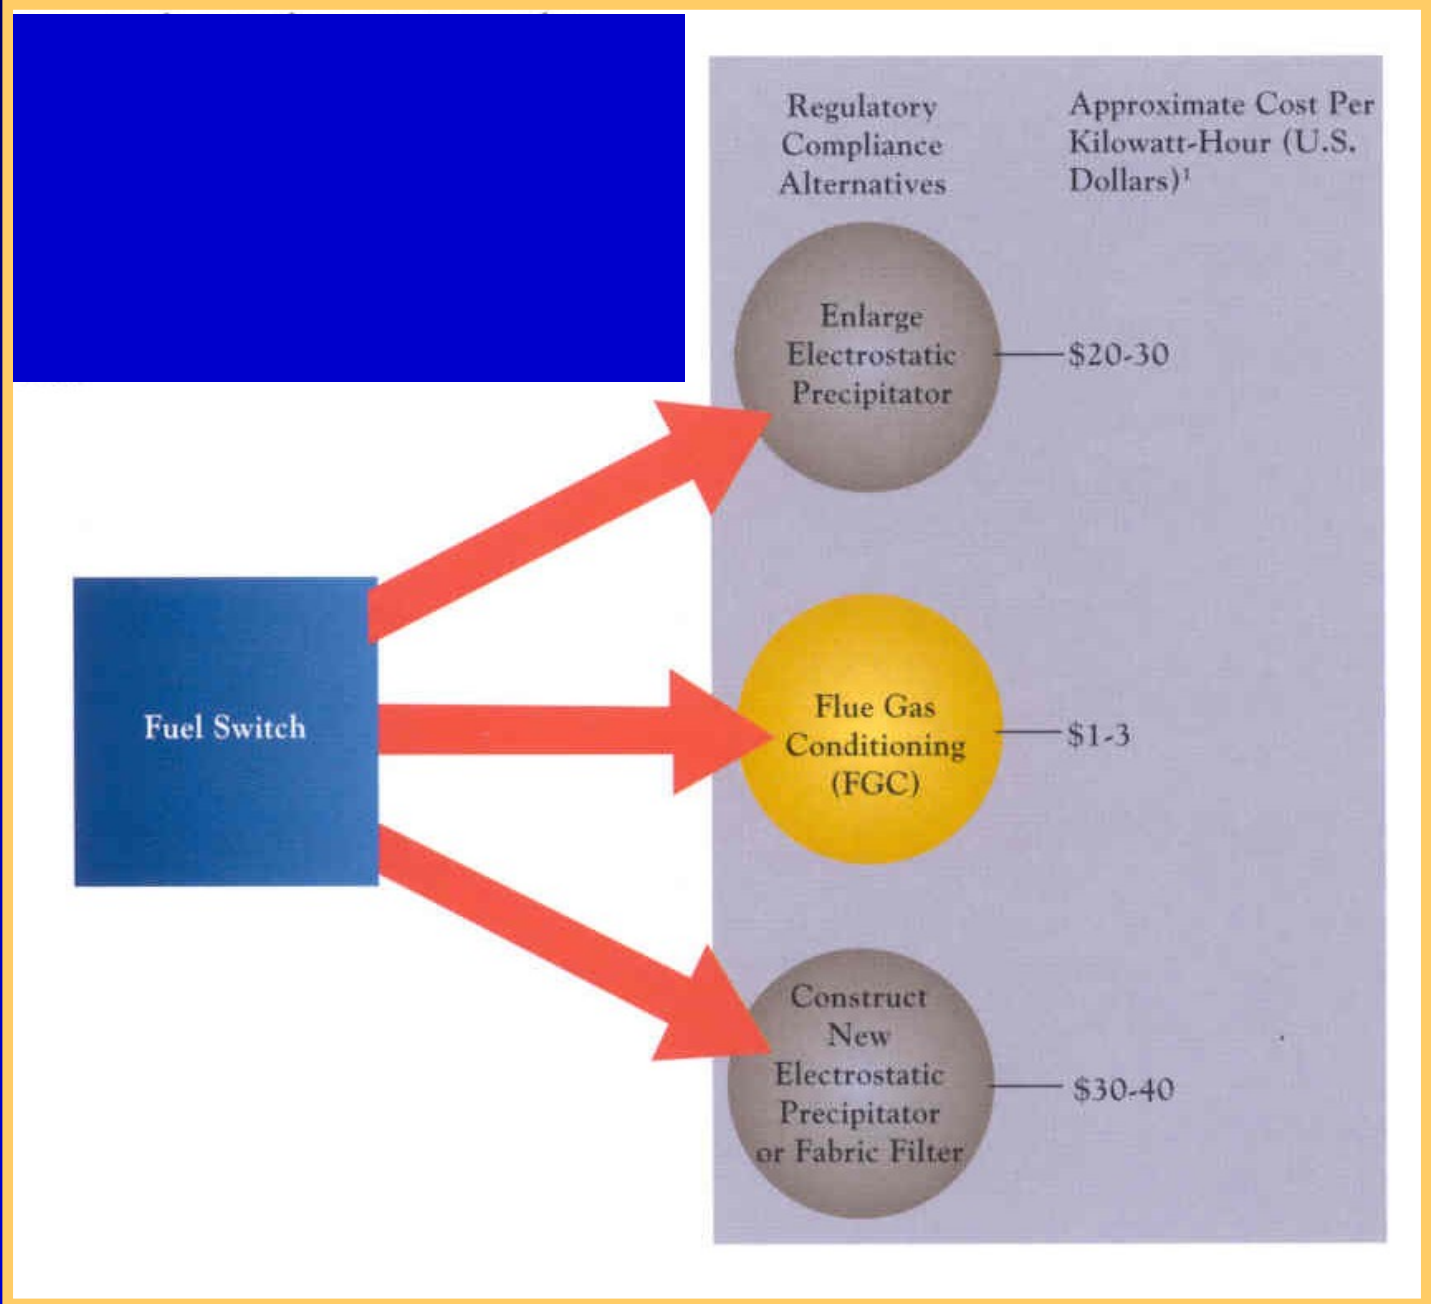 Regulatory
Compliance
Alternatives
Approximate Cost Per
Kilowatt-Hour (U.S.
Dollars)¹
Enlarge
Electrostatic
Precipitator
$20-30
Fuel Switch
Flue Gas
Conditioning
(FGC)
$1-3
Construct
New
Electrostatic
Precipitator
or Fabric Filter
$30-40